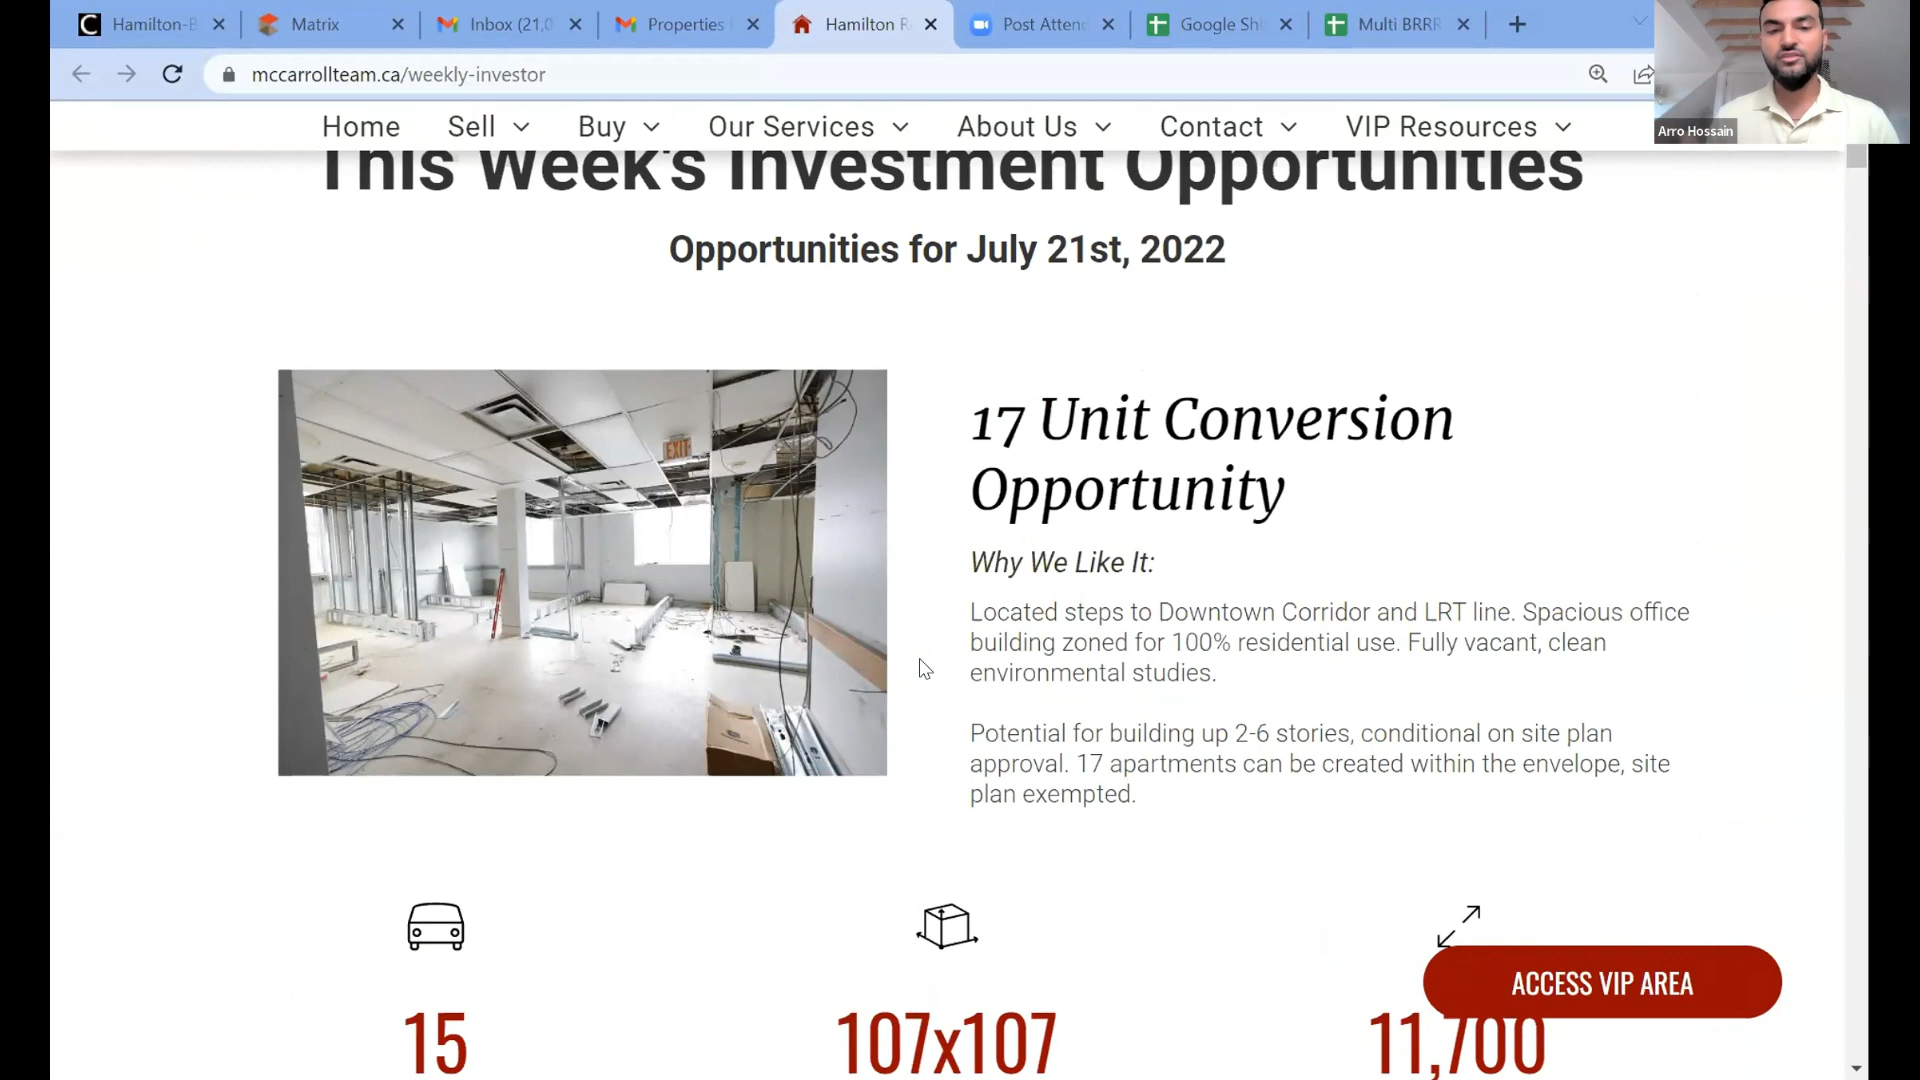 Hamilton-B
Matrix
Inbox (21,0
Properties
Hamilton R
Post Atten
Google Sh
Multi BRRR
mccarrollteam.ca/weekly-investor
Home
Sell
Buy
Our Services
About Us
Contact
VIP Resources
Arro Hossain
This Week's Investment Opportunities
Opportunities for July 21st, 2022
EXIT
17 Unit Conversion
Opportunity
Why We Like It:
Located steps to Downtown Corridor and LRT line. Spacious office
building zoned for 100% residential use. Fully vacant, clean
environmental studies.
Potential for building up 2-6 stories, conditional on site plan
approval. 17 apartments can be created within the envelope, site
plan exempted.
ACCESS VIP AREA
15
107x107
11,700